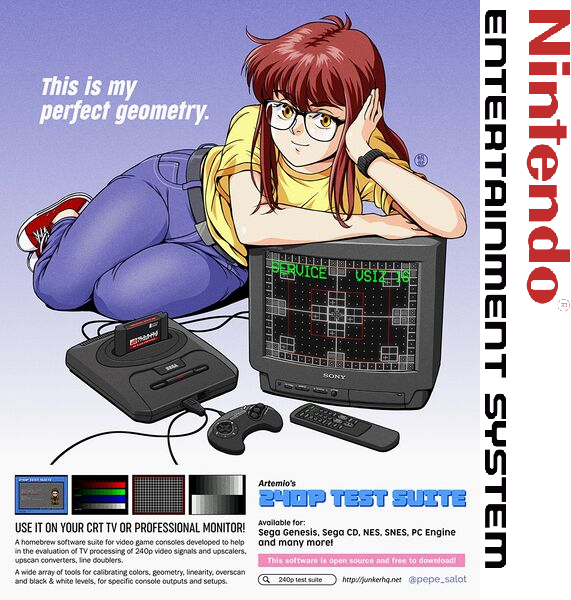 This is my
perfect geometry.
SERVICE VSIZ 16
SEGA
SONY
240P TEST SUITE
USE IT ON YOUR CRT TV OR PROFESSIONAL MONITOR!
A homebrew software suite for video game consoles developed to help
in the evaluation of TV processing of 240p video signals and upscalers,
upscan converters, line doublers.
A wide array of tools for calibrating colors, geometry, linearity, overscan
and black & white levels, for specific console outputs and setups.
Artemio's
240P TEST SUITE
Available for:
Sega Genesis, Sega CD, NES, SNES, PC Engine
and many more!
This software is open source and free to download!
240p test suite http://junkerhq.net @pepe_salot
Nintendo®
ENTERTAINMENT SYSTEM